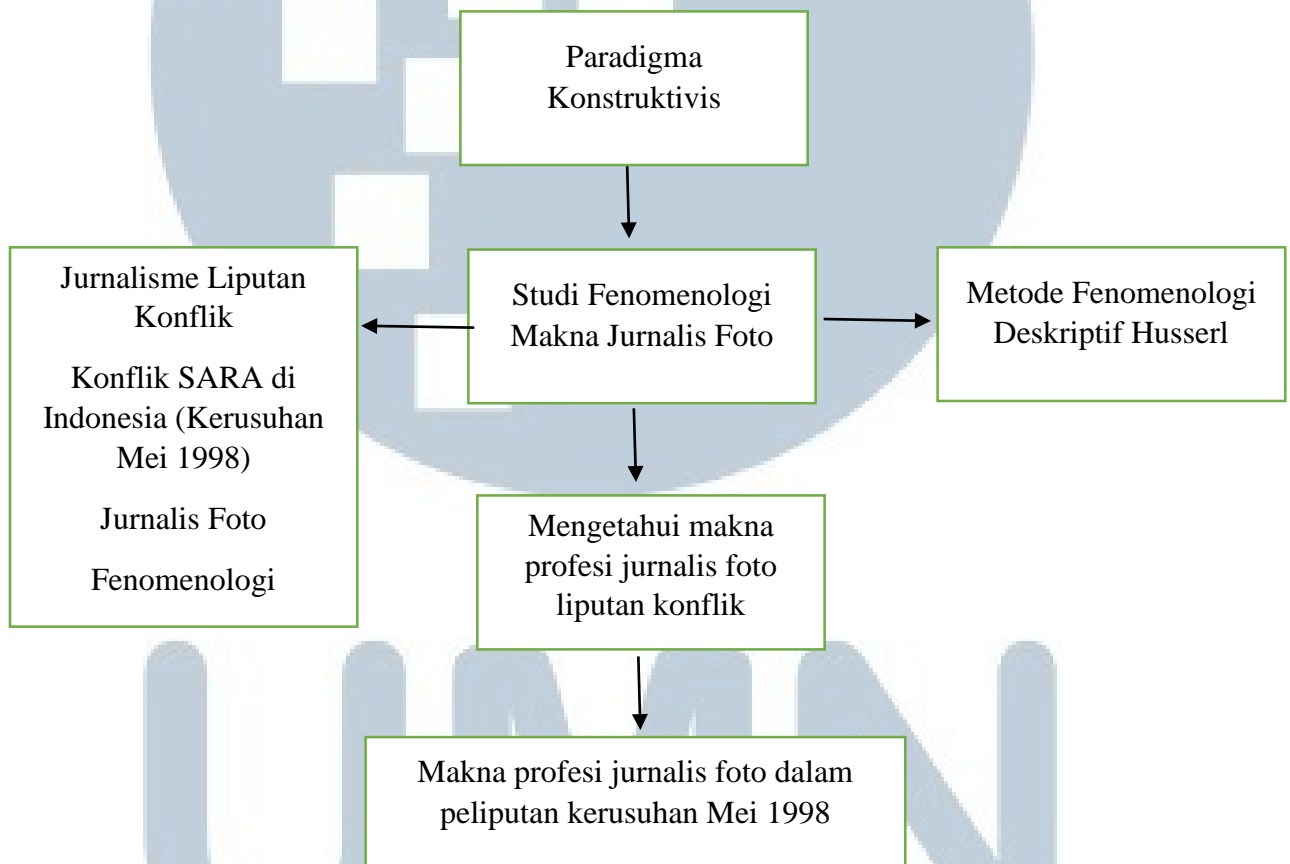 Paradigma
Konstruktivis
Jurnalisme Liputan
Konflik
Konflik SARA di
Indonesia (Kerusuhan
Mei 1998)
Jurnalis Foto
Fenomenologi
Studi Fenomenologi
Makna Jurnalis Foto
Metode Fenomenologi
Deskriptif Husserl
Mengetahui makna
profesi jurnalis foto
liputan konflik
Makna profesi jurnalis foto dalam
peliputan kerusuhan Mei 1998
UMN